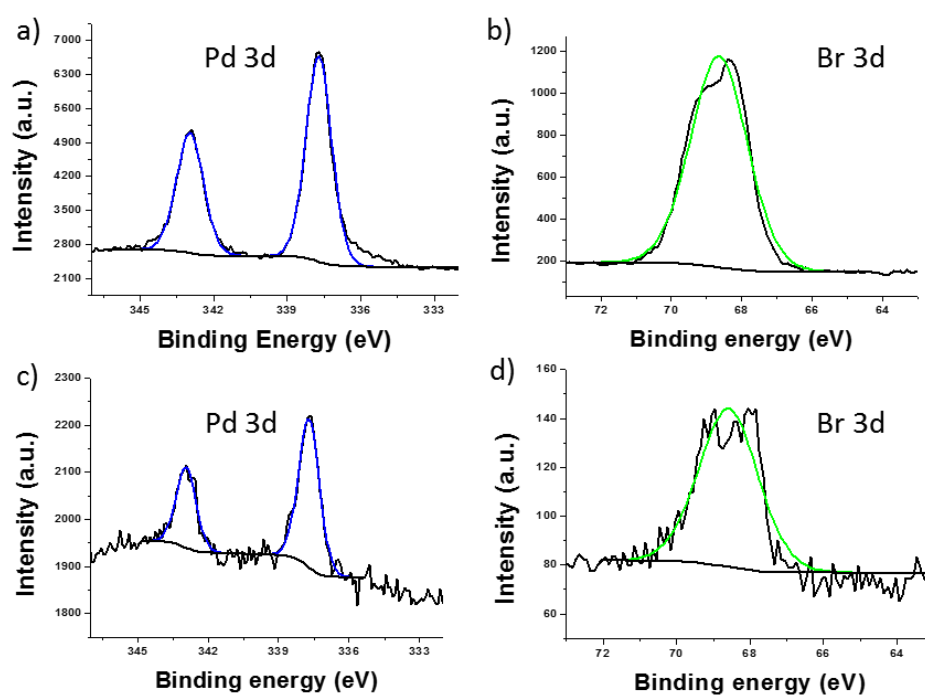 a)
Pd 3d
Intensity (a.u.)
7000
6300
5600
4900
4200
3500
2800
2100
345
342
339
336
333
Binding Energy (eV)
b)
Br 3d
Intensity (a.u.)
1200
1000
800
600
400
200
72
70
68
66
64
Binding energy (eV)
c)
Pd 3d
Intensity (a.u.)
2300
2200
2100
2000
1900
1800
345
342
339
336
333
Binding energy (eV)
d)
Br 3d
Intensity (a.u.)
160
140
120
100
80
60
72
70
68
66
64
62
Binding energy (eV)